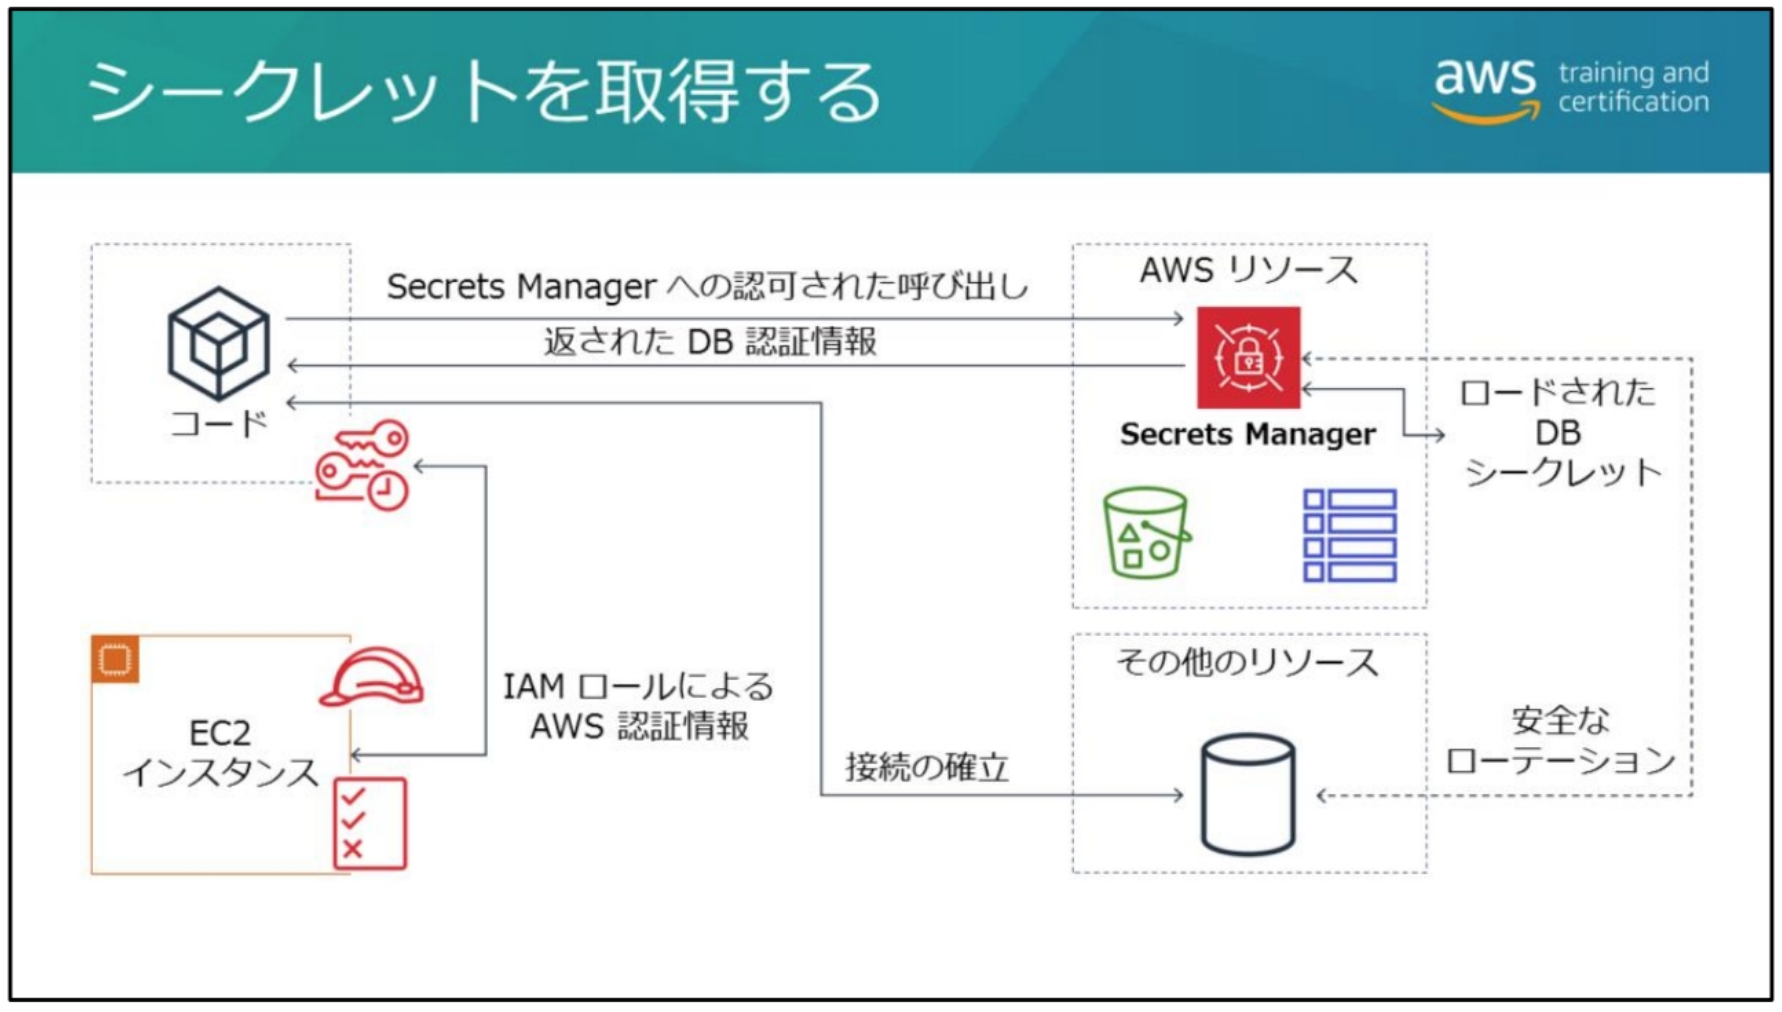 シークレットを取得する
aws
training and
certification
Secrets Manager への認可された呼び出し
返された DB 認証情報
コード
AWS リソース
Secrets Manager
ロードされた
DB
シークレット
EC2
インスタンス
IAM ロールによる
AWS 認証情報
接続の確立
その他のリソース
安全な
ローテーション